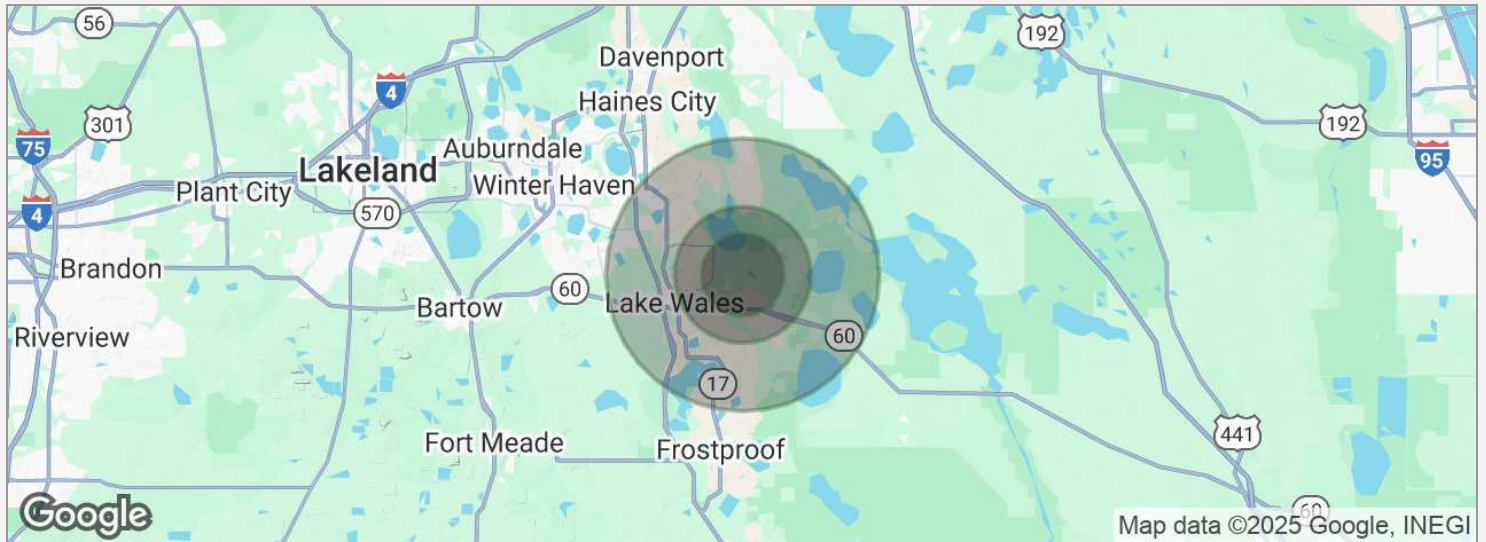 56
192
Davenport
4
Haines City
301
192
75
Auburndale
95
Lakeland
Plant City
Winter Haven
4
570
Brandon
60
Lake Wales
Bartow
60
Riverview
17
441
Fort Meade
Frostproof
60
Google
Map data ©2025 Google, INEGI